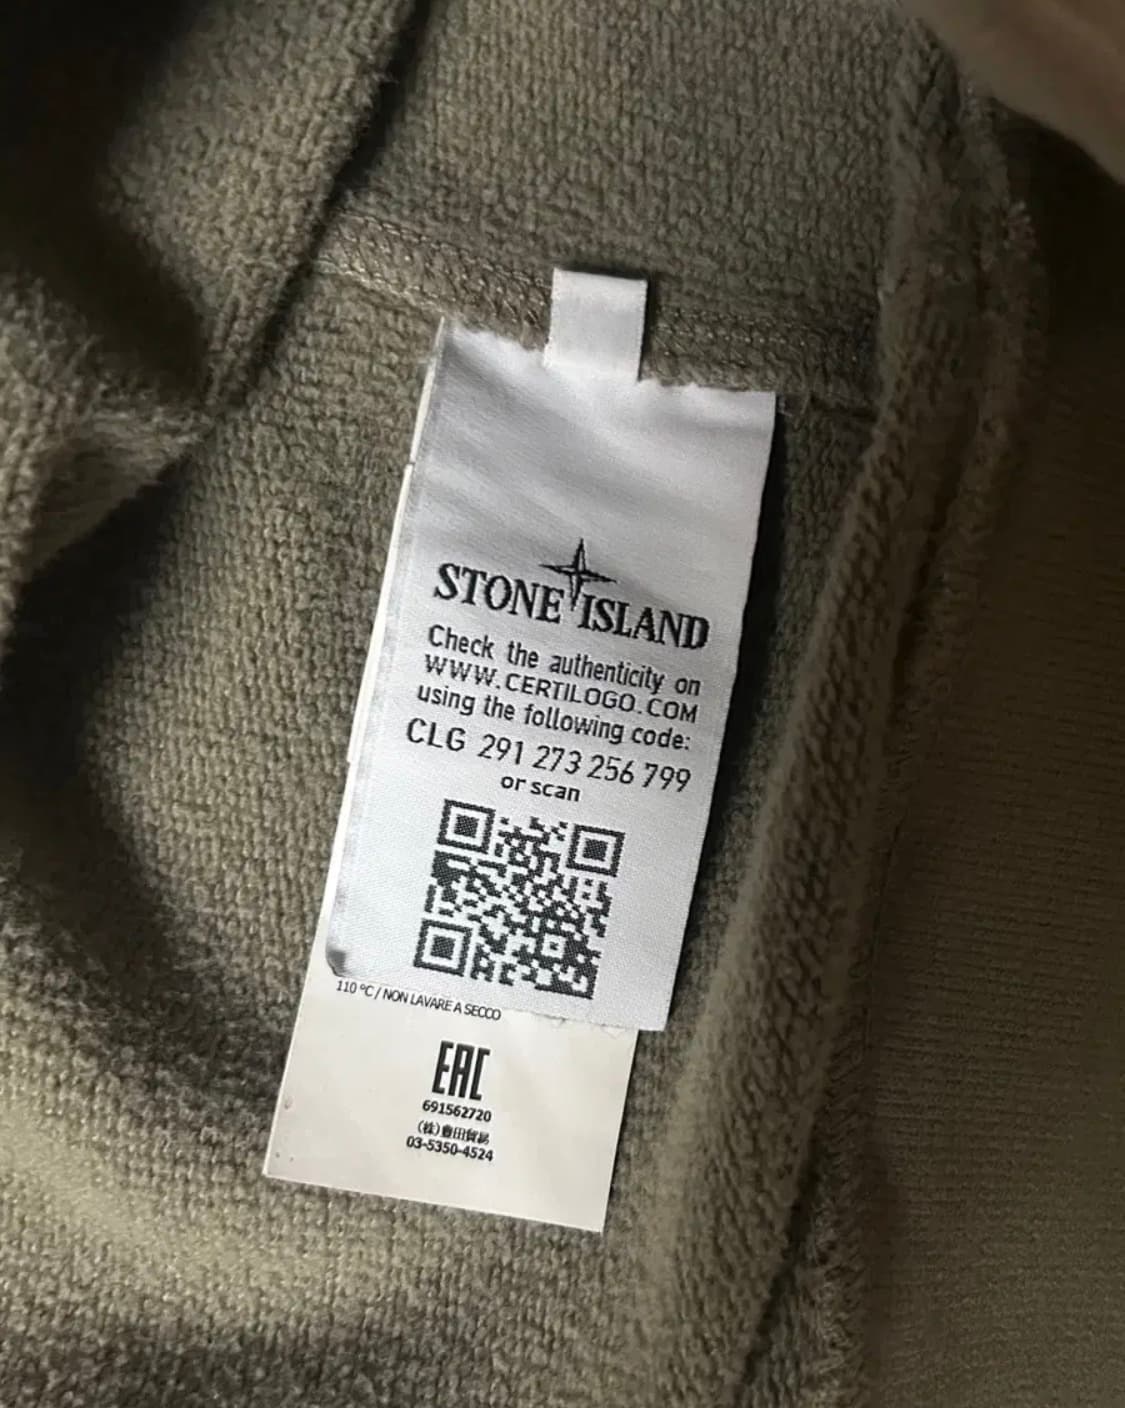 STONE ISLAND
Check the authenticity on
WWW.CERTILOGO.COM
using the following code:
CLG 291 273 256 799
or scan
110 °C / NON LAVARE A SECCO
EAC
691562720
(株)豊田貿易
03-5350-4524